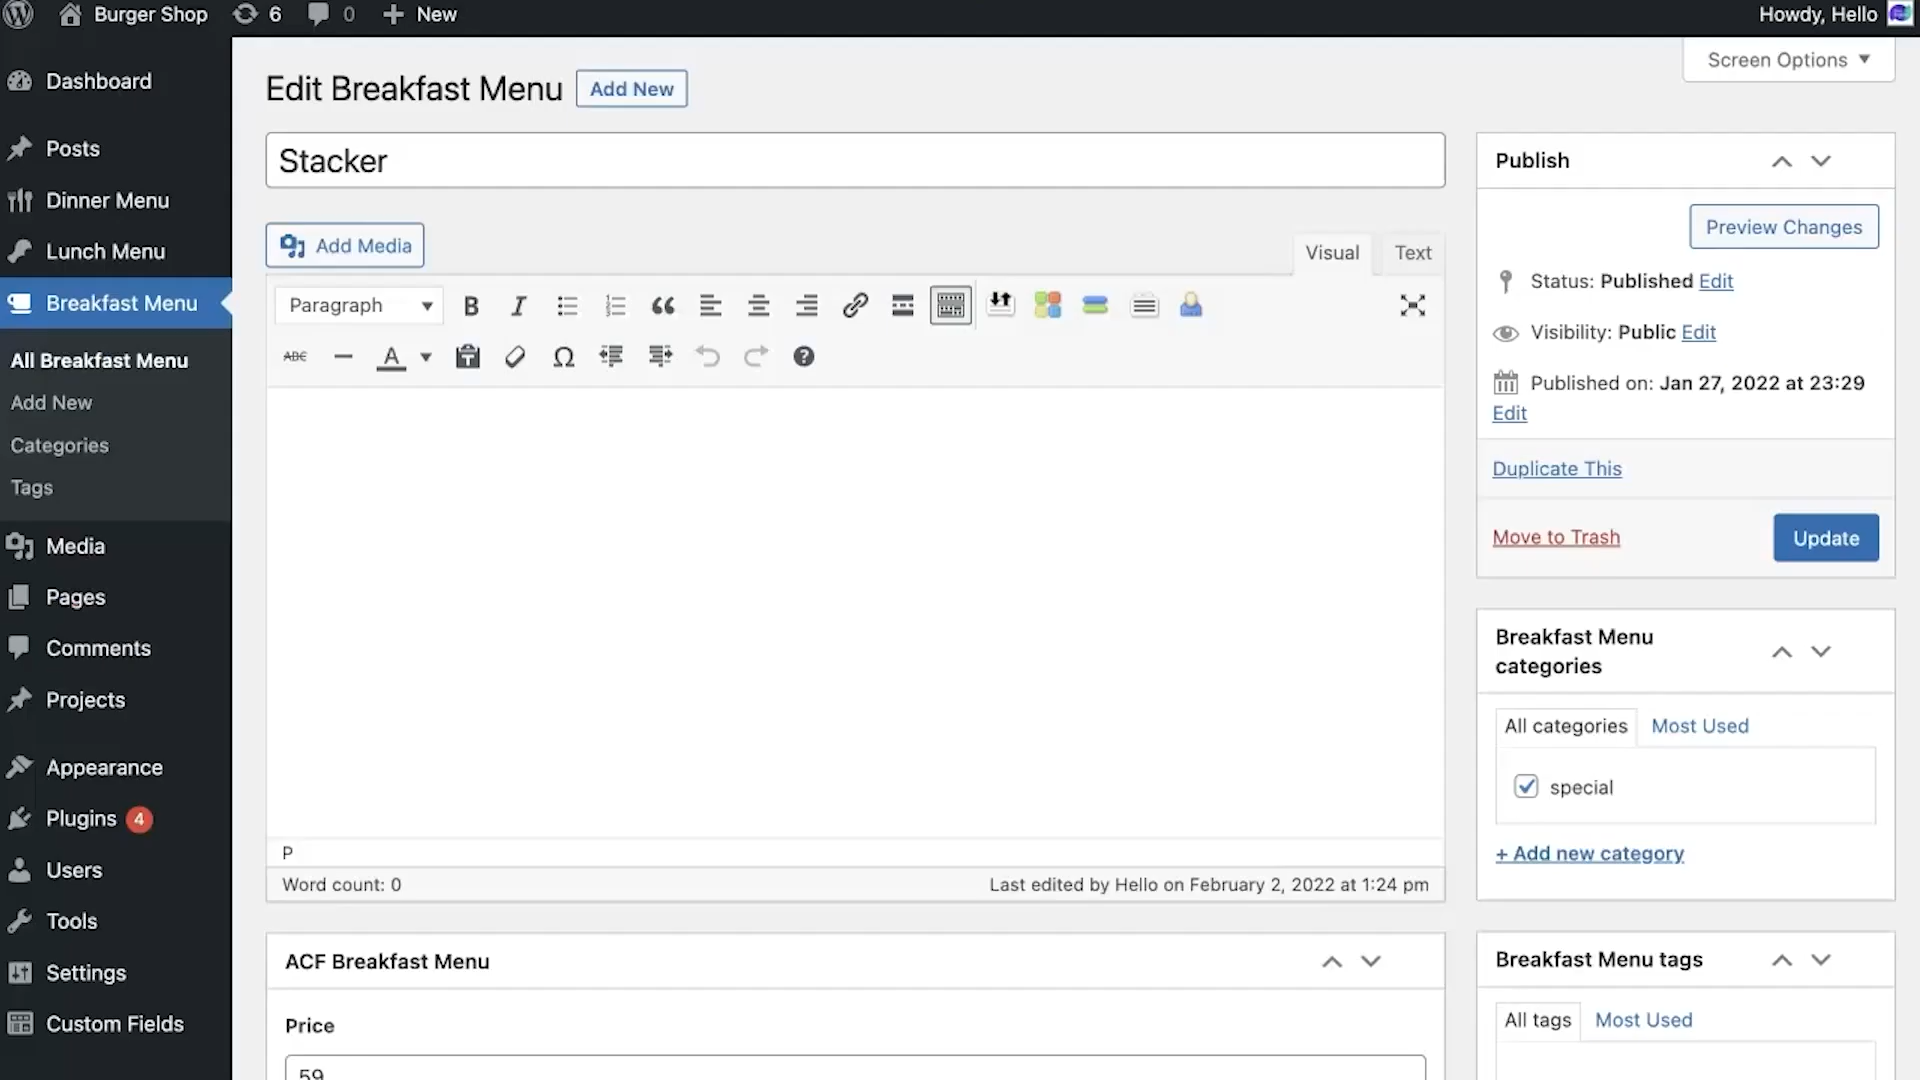 Burger Shop 6 0 New Howdy, Hello
Screen Options
Dashboard
Posts
Dinner Menu
Lunch Menu
Breakfast Menu
All Breakfast Menu
Add New
Categories
Tags
Media
Pages
Comments
Projects
Appearance
Plugins 4
Users
Tools
Settings
Custom Fields
Edit Breakfast Menu Add New
Stacker
Add Media
Visual Text
Paragraph
B I
ABC A Ω
P
Word count: 0 Last edited by Hello on February 2, 2022 at 1:24 pm
ACF Breakfast Menu
Price
59
Publish
Preview Changes
Status: Published Edit
Visibility: Public Edit
Published on: Jan 27, 2022 at 23:29
Edit
Duplicate This
Move to Trash Update
Breakfast Menu
categories
All categories Most Used
special
+ Add new category
Breakfast Menu tags
All tags Most Used